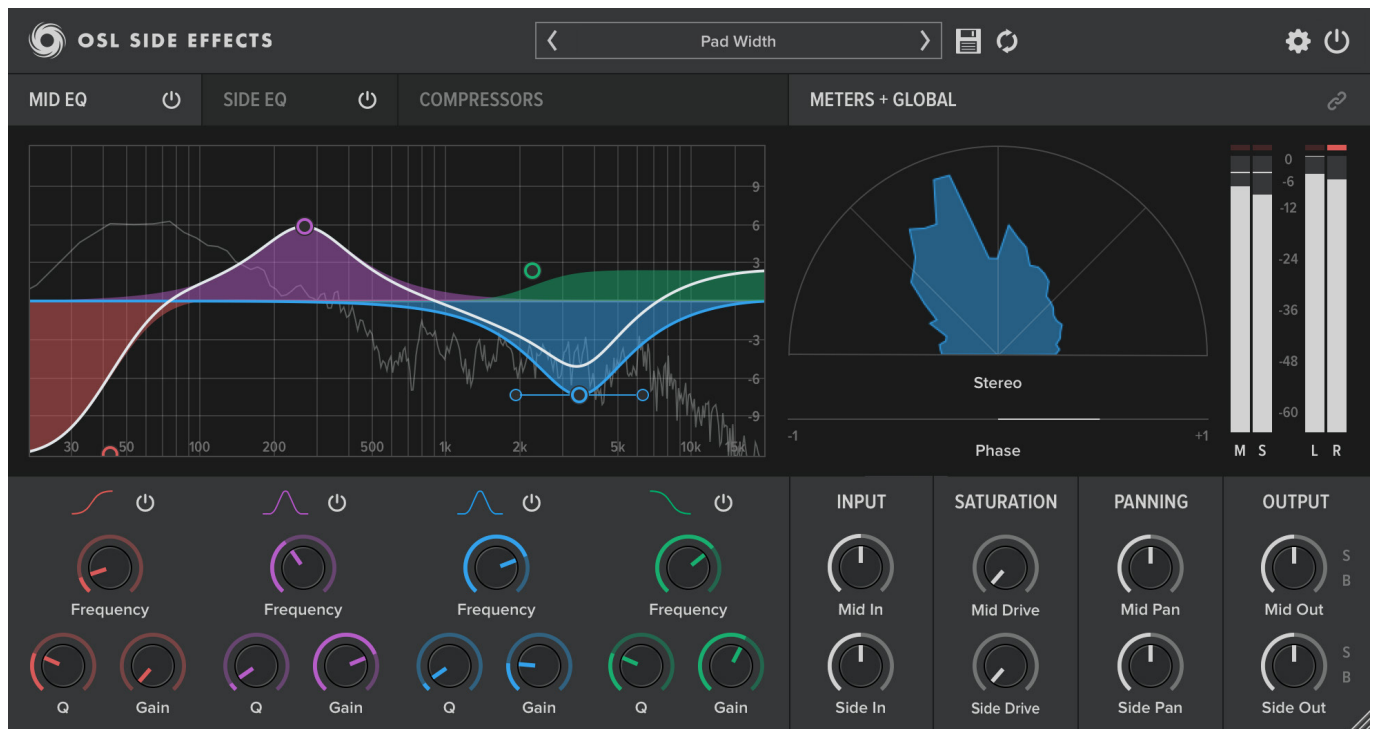 OSL SIDE EFFECTS
Pad Width
MID EQ
SIDE EQ
COMPRESSORS
METERS + GLOBAL
9
6
3
-3
-6
-9
30
50
100
200
500
1k
2k
5k
10k
15k
Stereo
-1
+1
Phase
0
-6
-12
-24
-36
-48
-60
M S
L R
INPUT
SATURATION
PANNING
OUTPUT
Frequency
Frequency
Frequency
Frequency
Mid In
Mid Drive
Mid Pan
Mid Out
S
B
Q
Gain
Q
Gain
Q
Gain
Q
Gain
Side In
Side Drive
Side Pan
Side Out
S
B